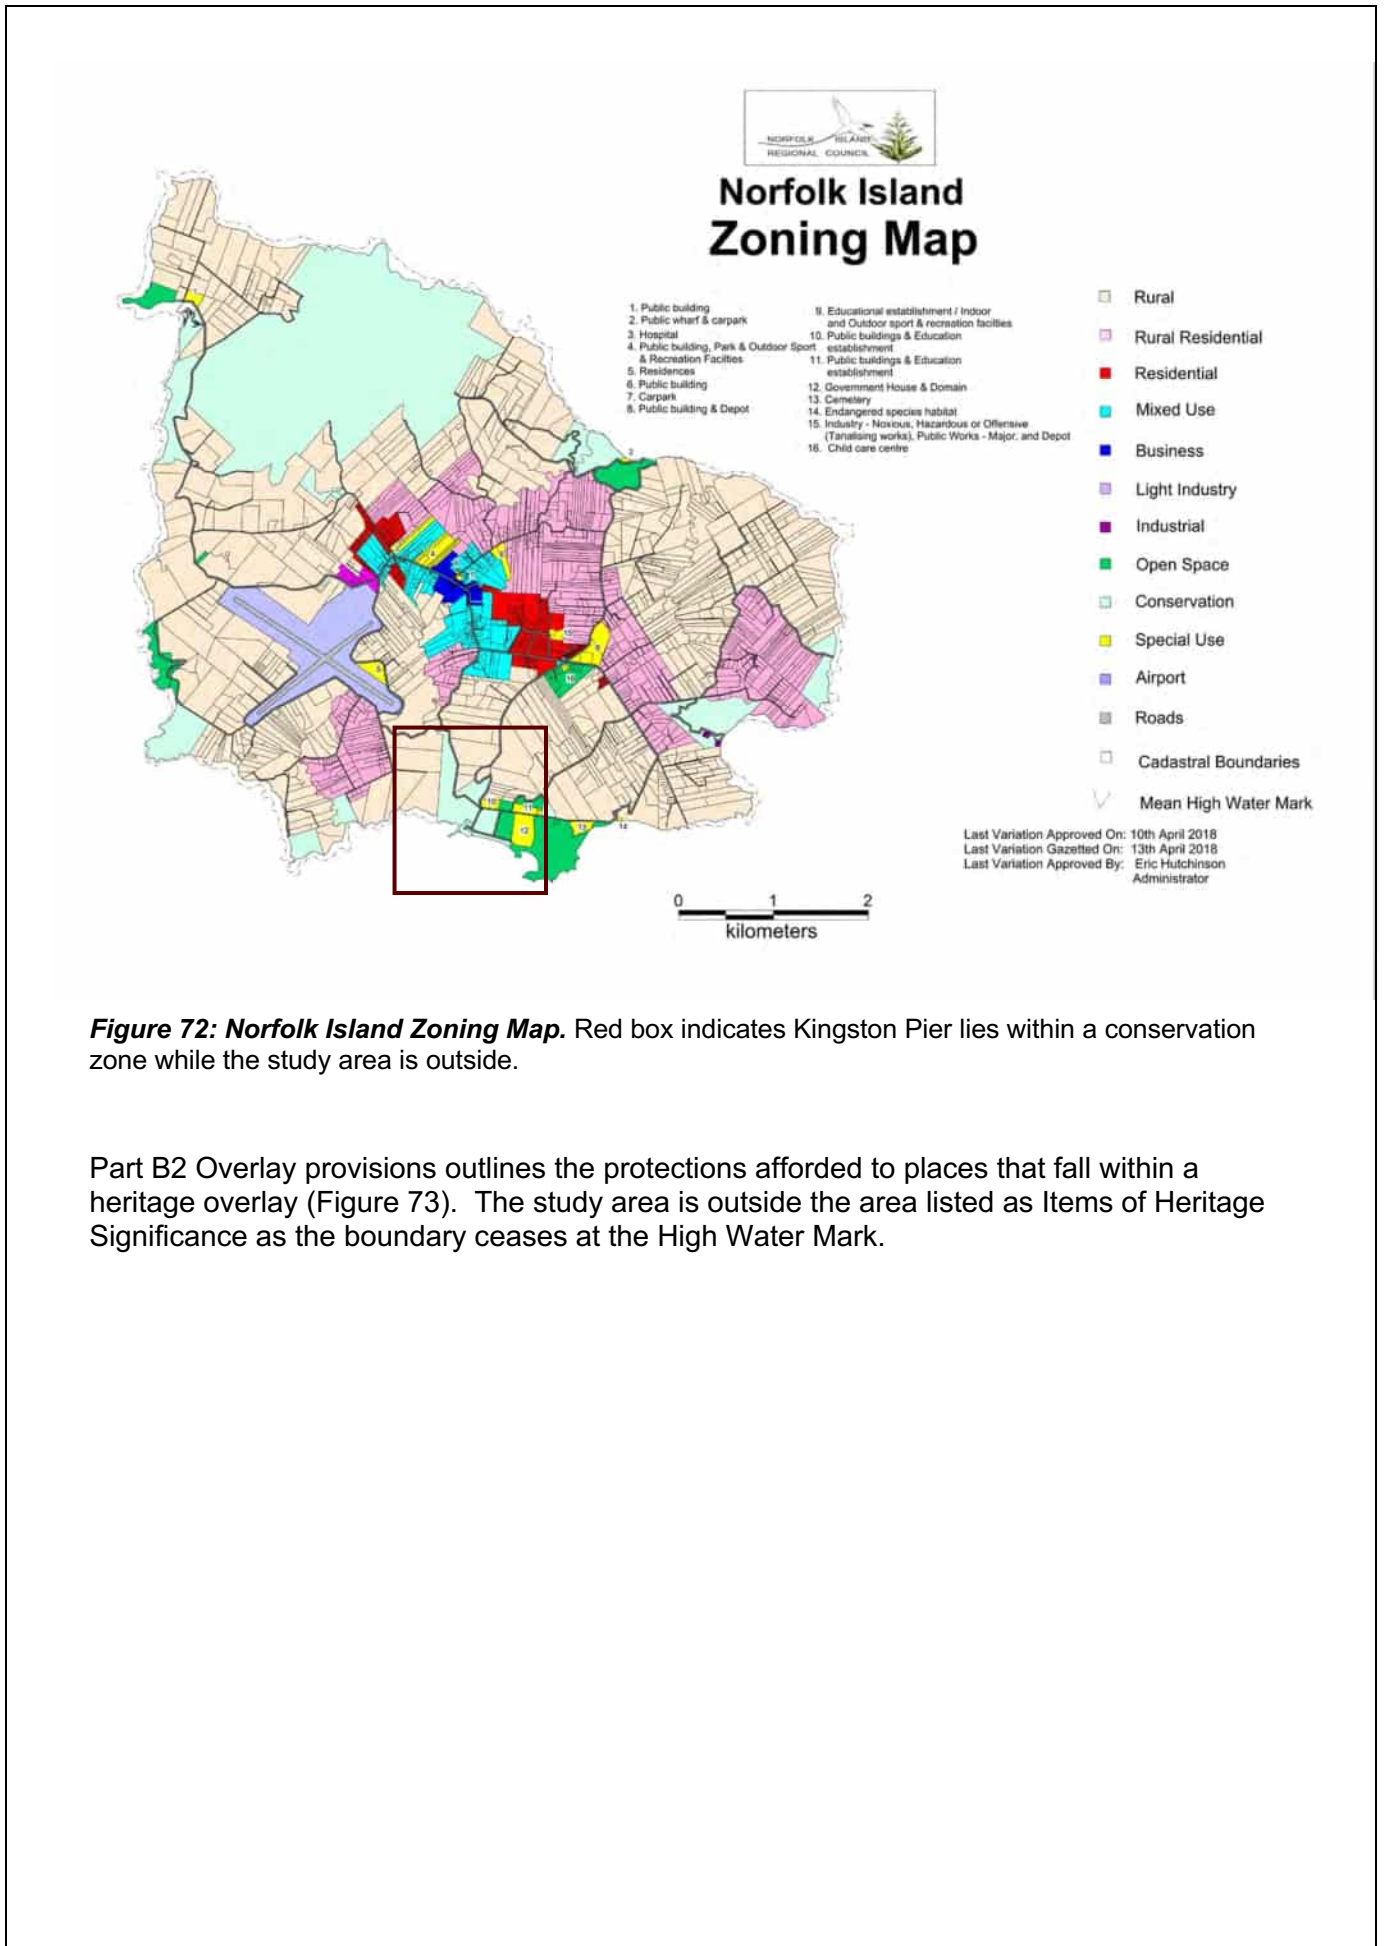 NORFOLK ISLAND
REGIONAL COUNCIL
Norfolk Island
Zoning Map
1. Public building
2. Public wharf & carpark
3. Hospital
4. Public building, Park & Outdoor Sport
& Recreation Facilties
5. Residences
6. Public building
7. Carpark
8. Public building & Depot
9. Educational establishment / Indoor
and Outdoor sport & recreation facilties
10. Public buildings & Education
establishment
11. Public buildings & Education
establishment
12. Government House & Domain
13. Cemetery
14. Endangered species habitat
15. Industry - Noxious, Hazardous or Offensive
(Tanalising works), Public Works - Major, and Depot
16. Child care centre
Rural
Rural Residential
Residential
Mixed Use
Business
Light Industry
Industrial
Open Space
Conservation
Special Use
Airport
Roads
Cadastral Boundaries
Mean High Water Mark
2
4
10
11
12
13
14
Last Variation Approved On: 10th April 2018
Last Variation Gazetted On: 13th April 2018
Last Variation Approved By: Eric Hutchinson
Administrator
0 1 2
kilometers
Figure 72: Norfolk Island Zoning Map. Red box indicates Kingston Pier lies within a conservation
zone while the study area is outside.
Part B2 Overlay provisions outlines the protections afforded to places that fall within a
heritage overlay (Figure 73). The study area is outside the area listed as Items of Heritage
Significance as the boundary ceases at the High Water Mark.